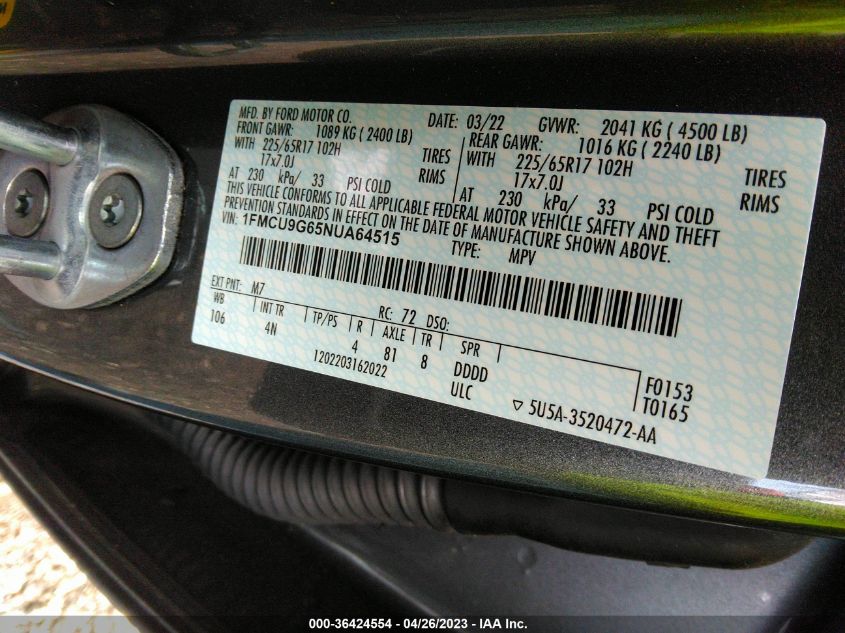 MFD. BY FORD MOTOR CO. DATE: 03/22 GVWR: 2041 KG ( 4500 LB)
FRONT GAWR: 1089 KG ( 2400 LB) REAR GAWR: 1016 KG ( 2240 LB)
WITH 225/65R17 102H TIRES WITH 225/65R17 102H TIRES
17x7.0J RIMS 17x7.0J RIMS
AT 230 kPa/ 33 PSI COLD AT 230 kPa/ 33 PSI COLD
THIS VEHICLE CONFORMS TO ALL APPLICABLE FEDERAL MOTOR VEHICLE SAFETY AND THEFT
PREVENTION STANDARDS IN EFFECT ON THE DATE OF MANUFACTURE SHOWN ABOVE.
VIN: 1FMCU9G65NUA64515 TYPE: MPV
EXT PNT: M7 RC: 72 DSO:
WB INT TR TP/PS R AXLE TR SPR
106 4N 4 81 8 DDDD F0153
1202203162022 ULC T0165
5U5A-3520472-AA
000-36424554 - 04/26/2023 - IAA Inc.